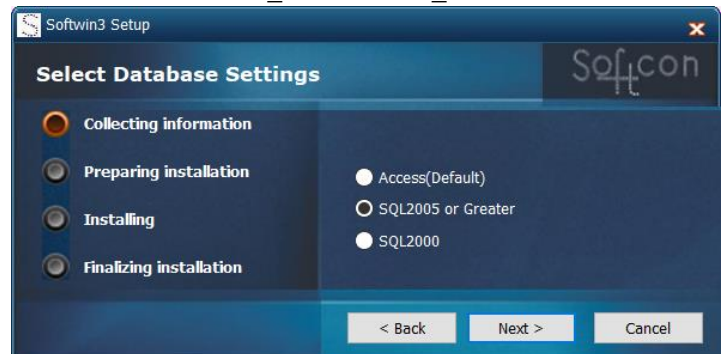 Softwin3 Setup
Select Database Settings
Softcon
Collecting information
Preparing installation
Installing
Finalizing installation
Access(Default)
SQL2005 or Greater
SQL2000
< Back
Next >
Cancel